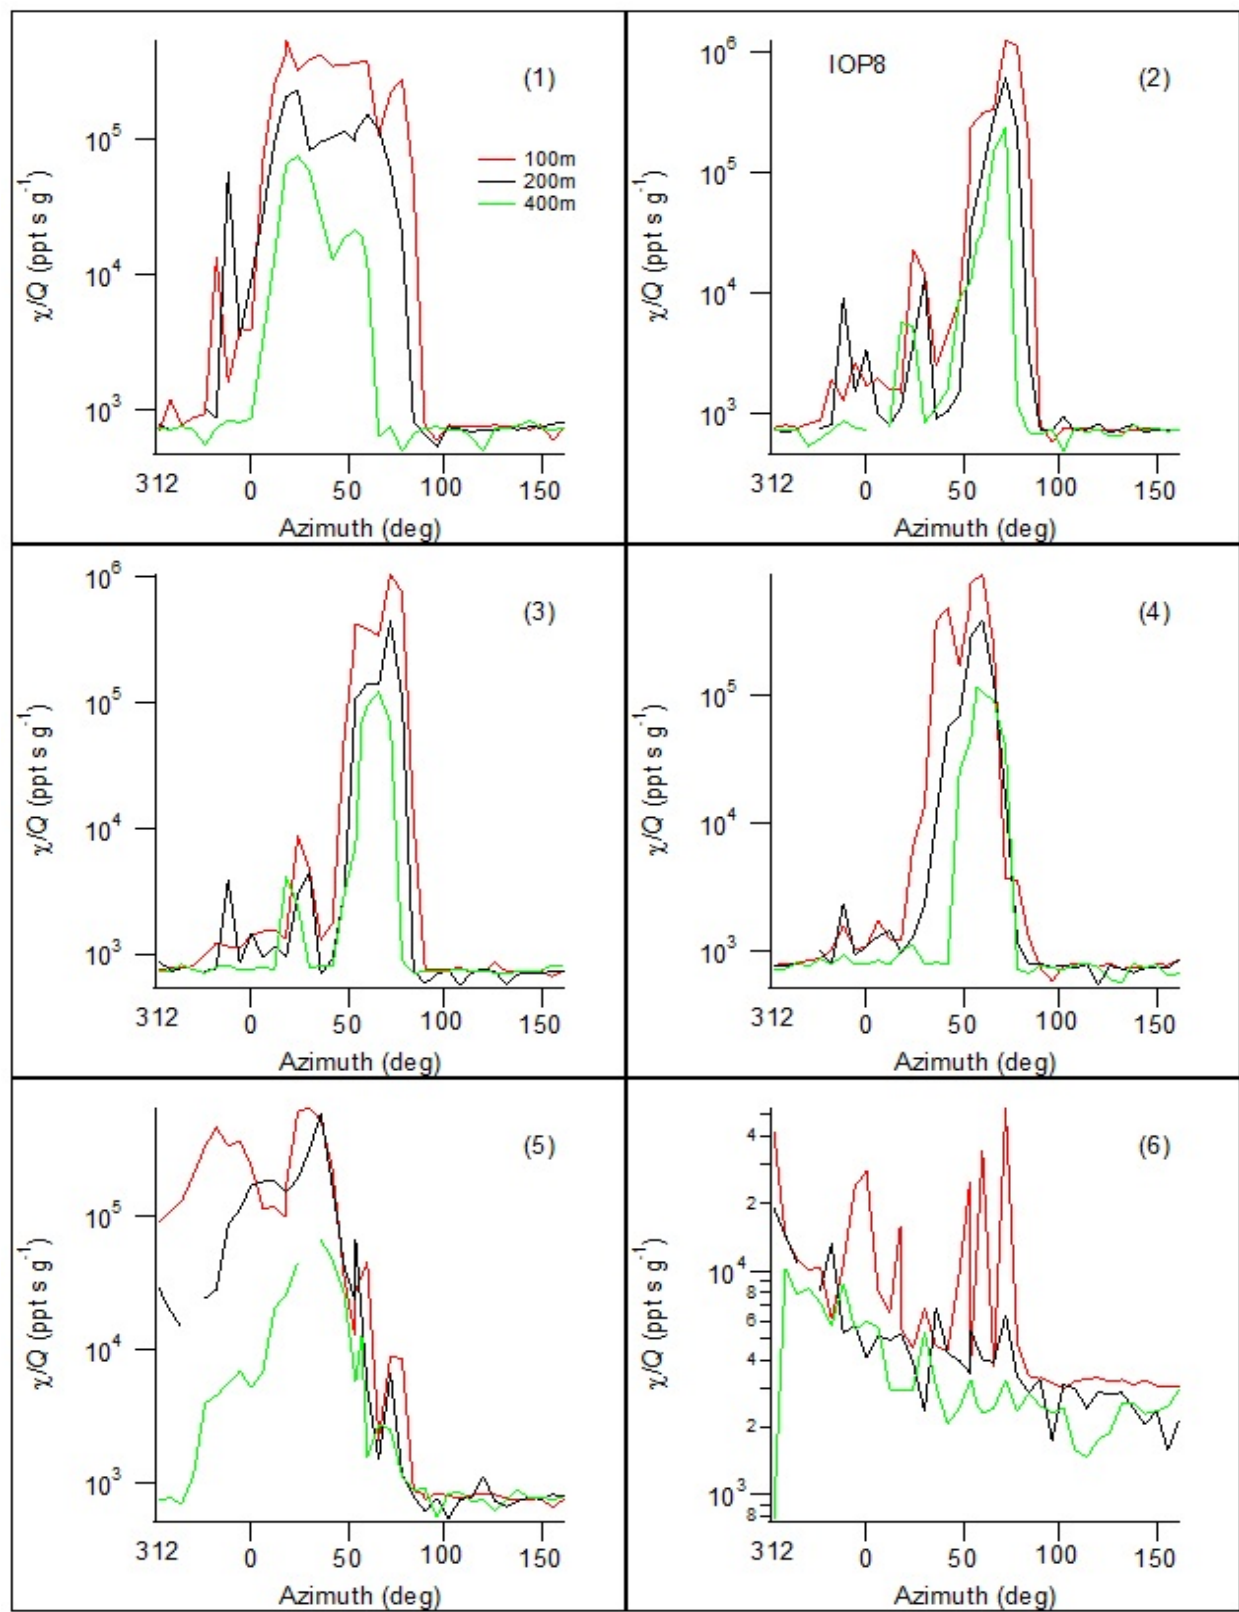 (1)
10⁵
10⁴
10³
χ/Q (ppt s g⁻¹)
100m
200m
400m
312 0 50 100 150
Azimuth (deg)
IOP8
(2)
10⁶
10⁵
10⁴
10³
χ/Q (ppt s g⁻¹)
312 0 50 100 150
Azimuth (deg)
(3)
10⁶
10⁵
10⁴
10³
χ/Q (ppt s g⁻¹)
312 0 50 100 150
Azimuth (deg)
(4)
10⁵
10⁴
10³
χ/Q (ppt s g⁻¹)
312 0 50 100 150
Azimuth (deg)
(5)
10⁵
10⁴
10³
χ/Q (ppt s g⁻¹)
312 0 50 100 150
Azimuth (deg)
(6)
4
2
10⁴
8
6
4
2
10³
8
χ/Q (ppt s g⁻¹)
312 0 50 100 150
Azimuth (deg)